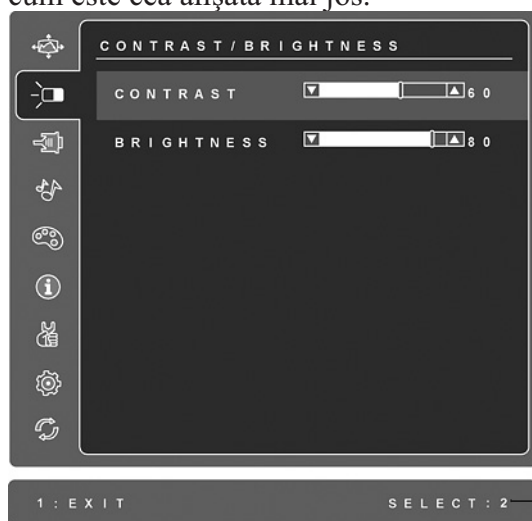 cum este cea afişată mai jos.
CONTRAST/BRIGHTNESS
CONTRAST 60
BRIGHTNESS 80
1:EXIT SELECT:2